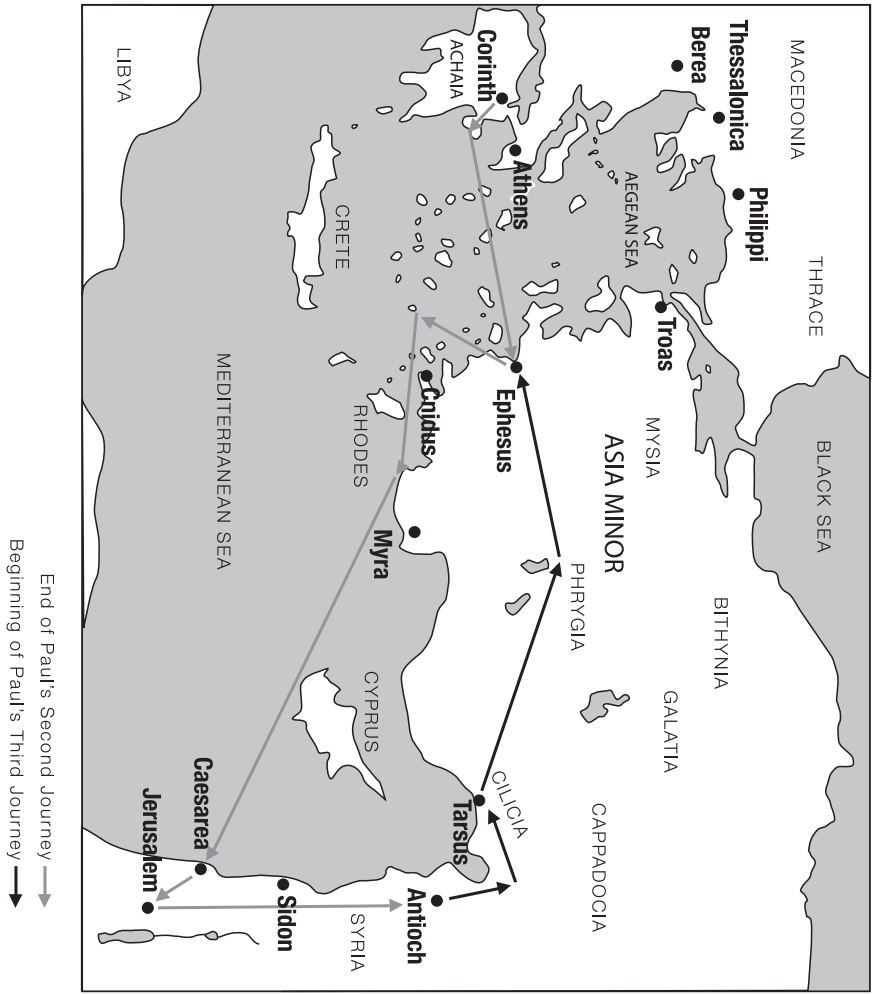 BLACK SEA
MACEDONIA
THRACE
Philippi
Thessalonica
Berea
BITHYNIA
GALATIA
MYSIA
Troas
AEGEAN SEA
ASIA MINOR
CAPPADOCIA
PHRYGIA
Athens
Ephesus
CILICIA
Corinth
ACHAIA
Tarsus
Cnidus
Antioch
Myra
CYPRUS
RHODES
SYRIA
CRETE
Sidon
MEDITERRANEAN SEA
Caesarea
Jerusalem
LIBYA
End of Paul's Second Journey
Beginning of Paul's Third Journey